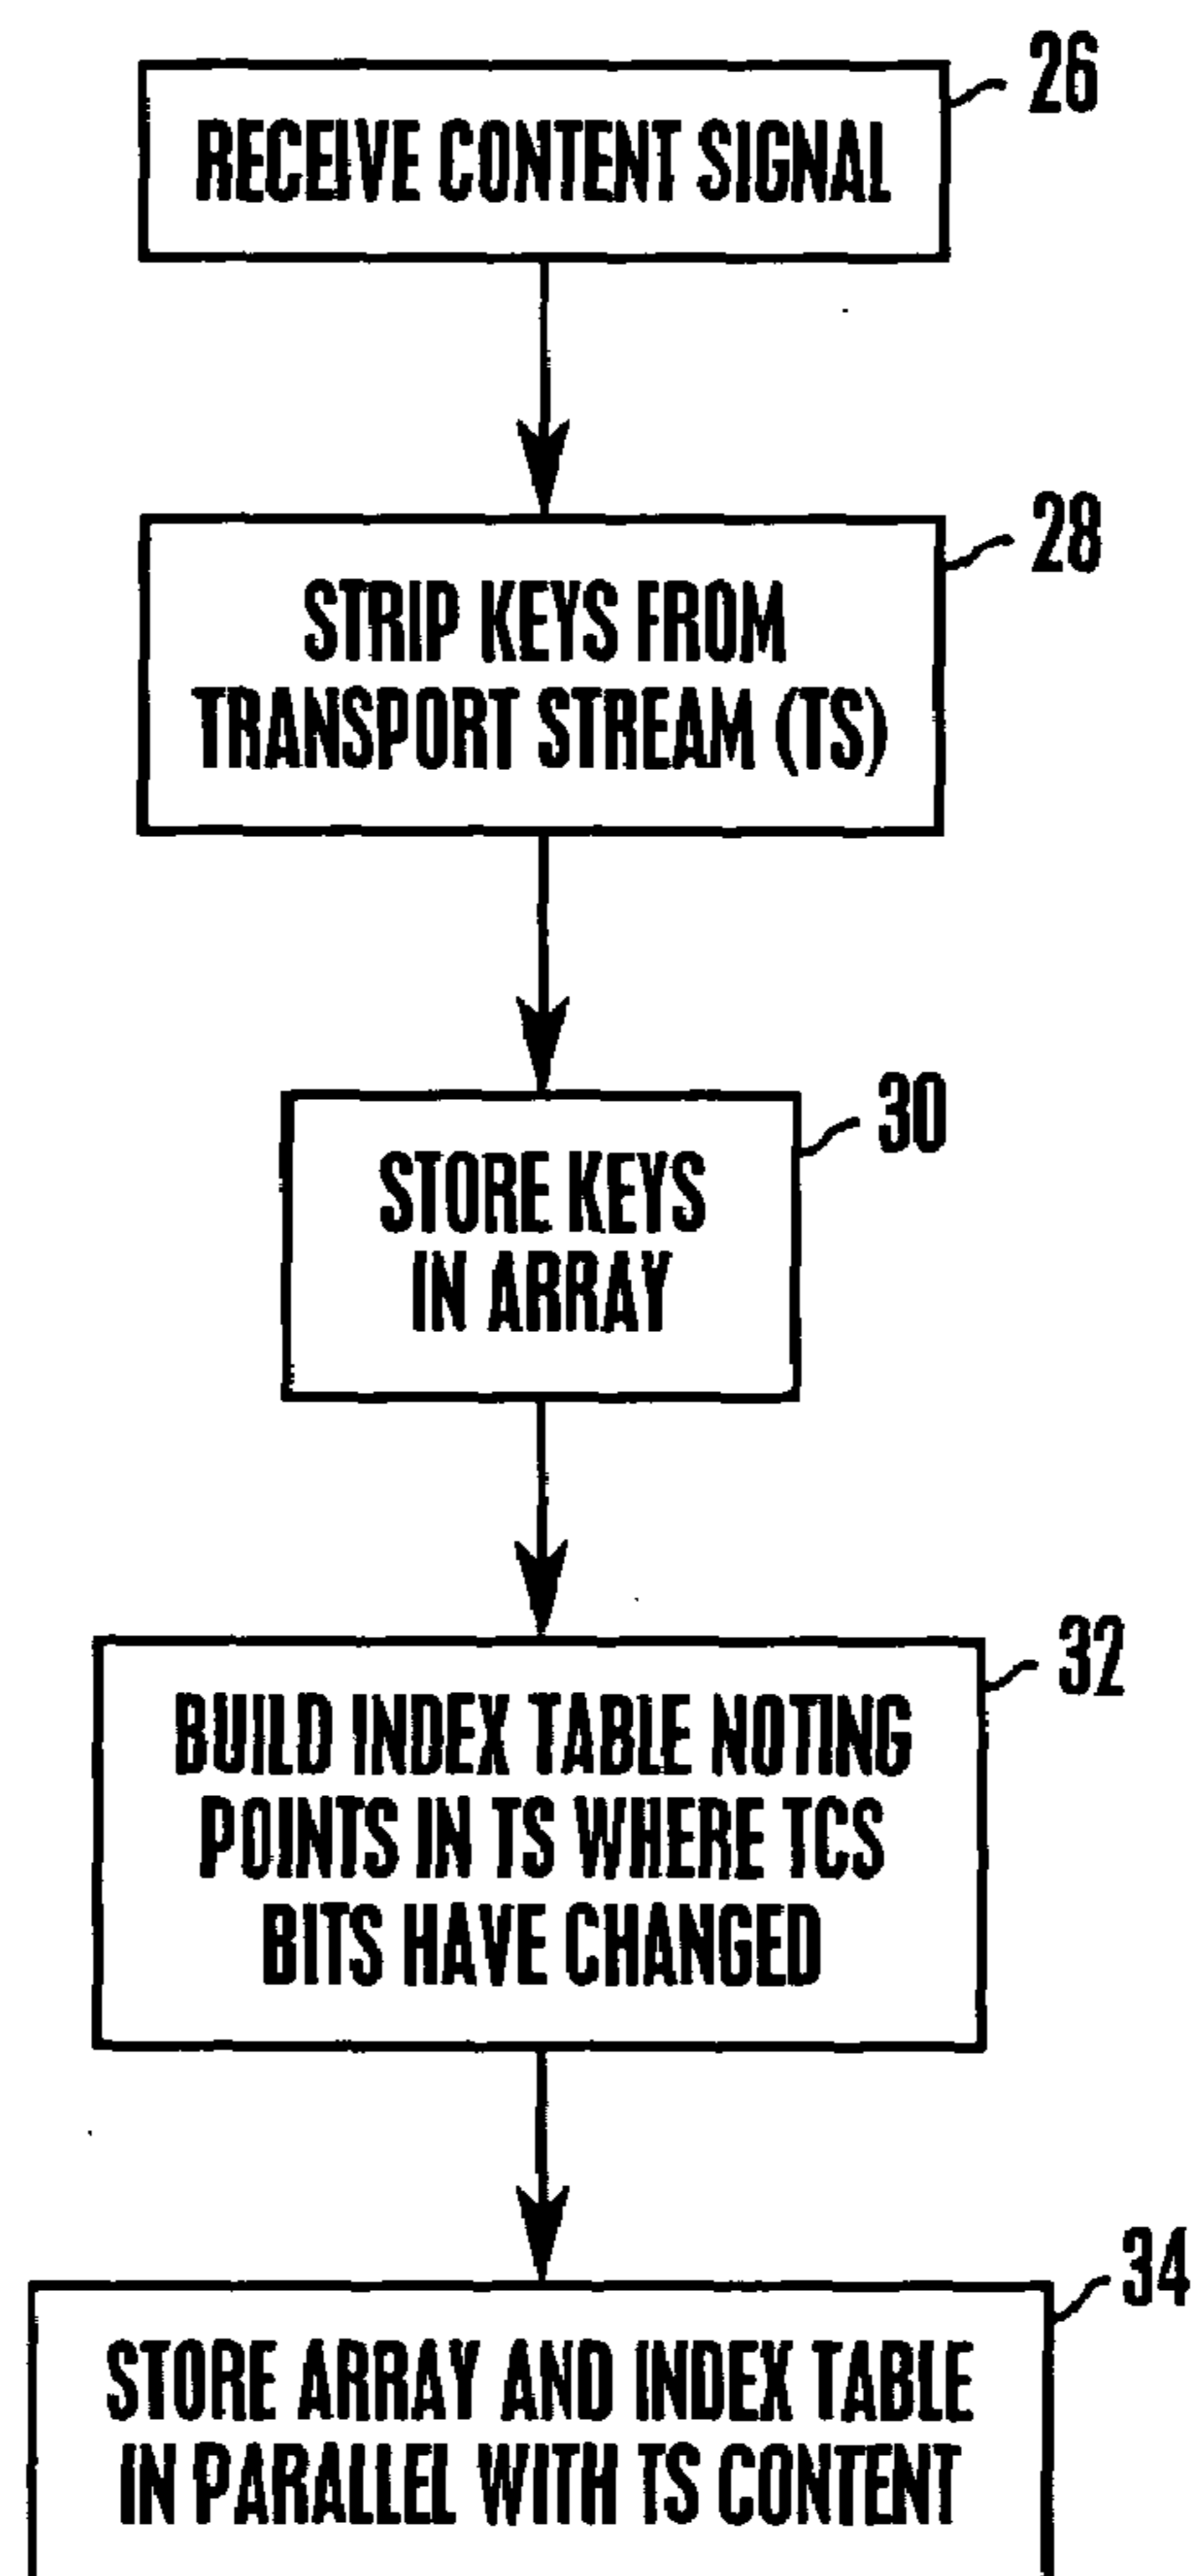 26
RECEIVE CONTENT SIGNAL
28
STRIP KEYS FROM
TRANSPORT STREAM (TS)
30
STORE KEYS
IN ARRAY
32
BUILD INDEX TABLE NOTING
POINTS IN TS WHERE TCS
BITS HAVE CHANGED
34
STORE ARRAY AND INDEX TABLE
IN PARALLEL WITH TS CONTENT